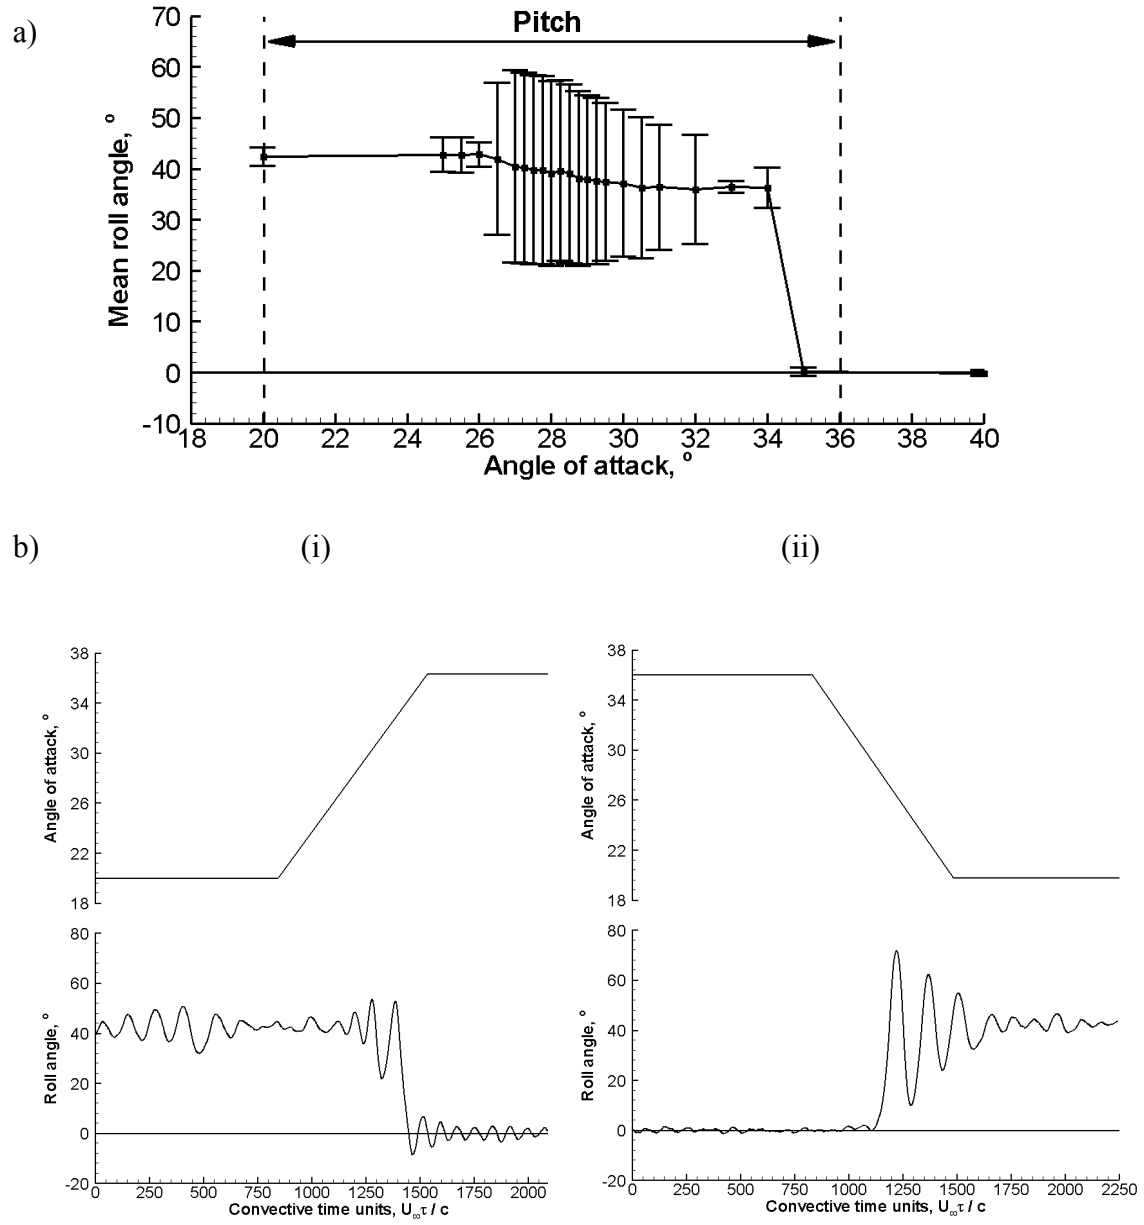 a)
Pitch
70
60
50
40
30
20
10
0
-10
Mean roll angle, °
18 20 22 24 26 28 30 32 34 36 38 40
Angle of attack, °
b) (i) (ii)
38
34
30
26
22
18
Angle of attack, °
38
34
30
26
22
18
Angle of attack, °
80
60
40
20
0
-20
Roll angle, °
0 250 500 750 1000 1250 1500 1750 2000
Convective time units, U∞τ / c
80
60
40
20
0
-20
Roll angle, °
0 250 500 750 1000 1250 1500 1750 2000 2250
Convective time units, U∞τ / c